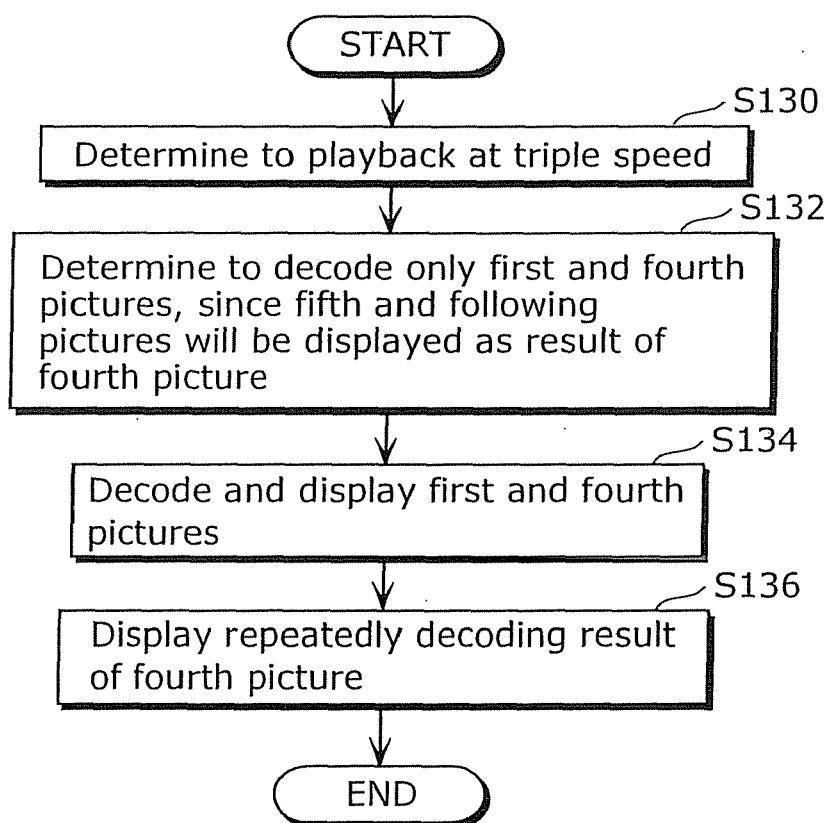 START
S130
Determine to playback at triple speed
S132
Determine to decode only first and fourth
pictures, since fifth and following
pictures will be displayed as result of
fourth picture
S134
Decode and display first and fourth
pictures
S136
Display repeatedly decoding result
of fourth picture
END